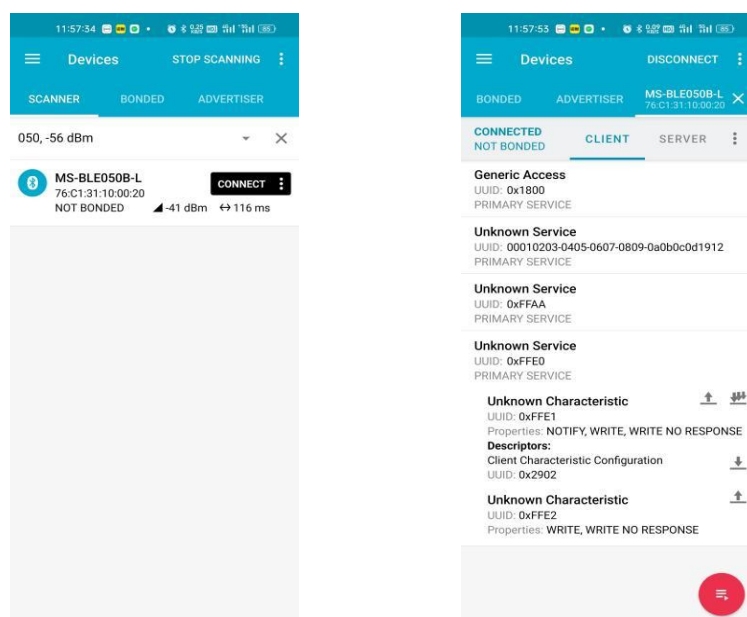 11:57:34
Devices
STOP SCANNING
SCANNER
BONDED
ADVERTISER
050, -56 dBm
MS-BLE050B-L
76:C1:31:10:00:20
CONNECT
NOT BONDED
-41 dBm
116 ms
11:57:53
Devices
DISCONNECT
BONDED
ADVERTISER
MS-BLE050B-L
76:C1:31:10:00:20
CONNECTED
NOT BONDED
CLIENT
SERVER
Generic Access
UUID: 0x1800
PRIMARY SERVICE
Unknown Service
UUID: 00010203-0405-0607-0809-0a0b0c0d1912
PRIMARY SERVICE
Unknown Service
UUID: 0xFFAA
PRIMARY SERVICE
Unknown Service
UUID: 0xFFE0
PRIMARY SERVICE
Unknown Characteristic
UUID: 0xFFE1
Properties: NOTIFY, WRITE, WRITE NO RESPONSE
Descriptors:
Client Characteristic Configuration
UUID: 0x2902
Unknown Characteristic
UUID: 0xFFE2
Properties: WRITE, WRITE NO RESPONSE